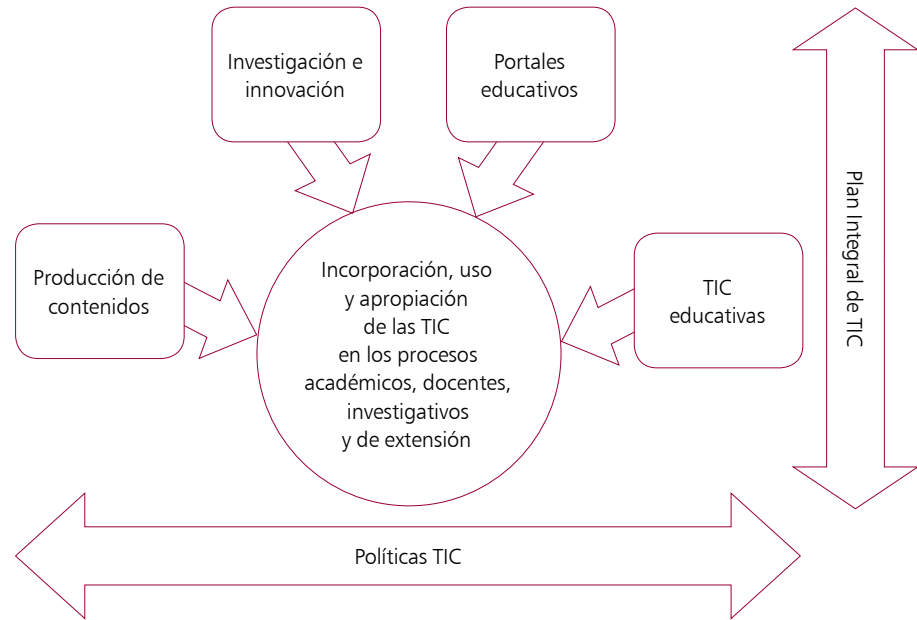 Investigación e
innovación
Portales
educativos
Producción de
contenidos
Incorporación, uso
y apropiación
de las TIC
en los procesos
académicos, docentes,
investigativos
y de extensión
TIC
educativas
Plan Integral de TIC
Políticas TIC